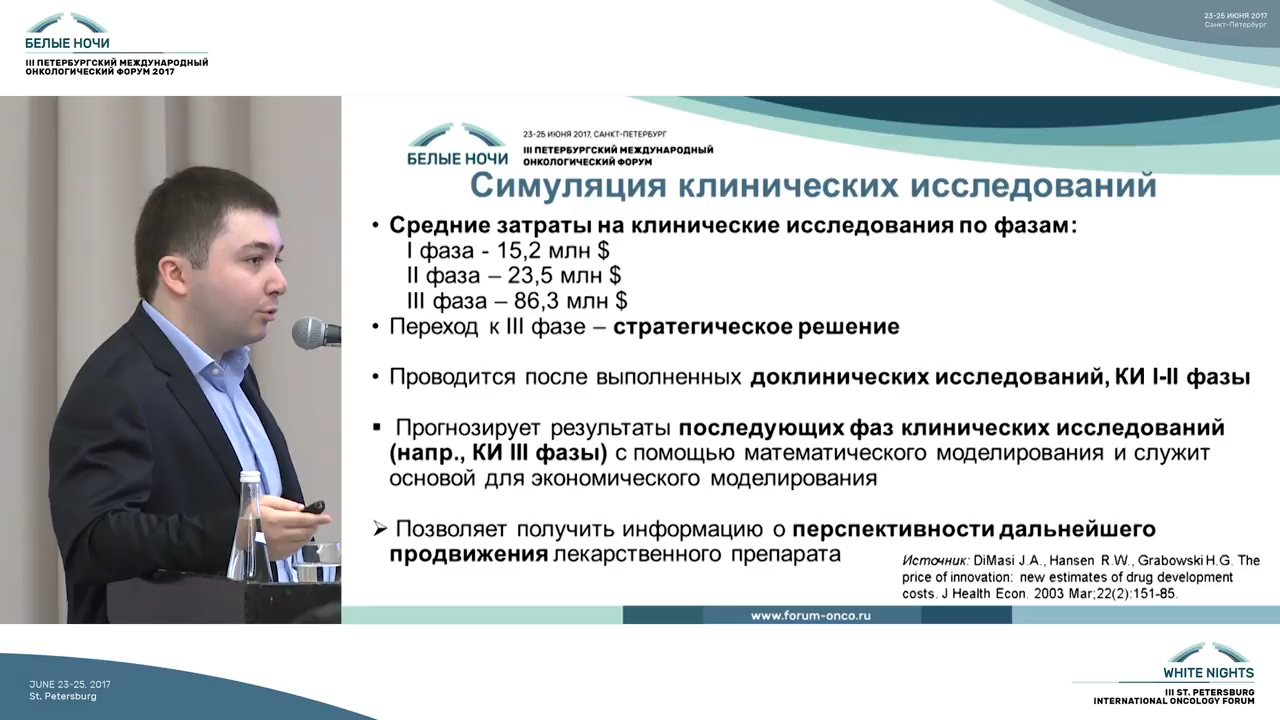 БЕЛЫЕ НОЧИ
III ПЕТЕРБУРГСКИЙ МЕЖДУНАРОДНЫЙ
ОНКОЛОГИЧЕСКИЙ ФОРУМ 2017
23-25 ИЮНЯ 2017
Санкт-Петербург
23-25 ИЮНЯ 2017, САНКТ-ПЕТЕРБУРГ
БЕЛЫЕ НОЧИ
III ПЕТЕРБУРГСКИЙ МЕЖДУНАРОДНЫЙ
ОНКОЛОГИЧЕСКИЙ ФОРУМ
Симуляция клинических исследований
• Средние затраты на клинические исследования по фазам:
I фаза - 15,2 млн $
II фаза – 23,5 млн $
III фаза – 86,3 млн $
• Переход к III фазе – стратегическое решение
• Проводится после выполненных доклинических исследований, КИ I-II фазы
▪ Прогнозирует результаты последующих фаз клинических исследований
(напр., КИ III фазы) с помощью математического моделирования и служит
основой для экономического моделирования
➢ Позволяет получить информацию о перспективности дальнейшего
продвижения лекарственного препарата
Источник: DiMasi J.A., Hansen R.W., Grabowski H.G. The
price of innovation: new estimates of drug development
costs. J Health Econ. 2003 Mar;22(2):151-85.
www.forum-onco.ru
JUNE 23-25, 2017
St. Petersburg
WHITE NIGHTS
III ST. PETERSBURG
INTERNATIONAL ONCOLOGY FORUM